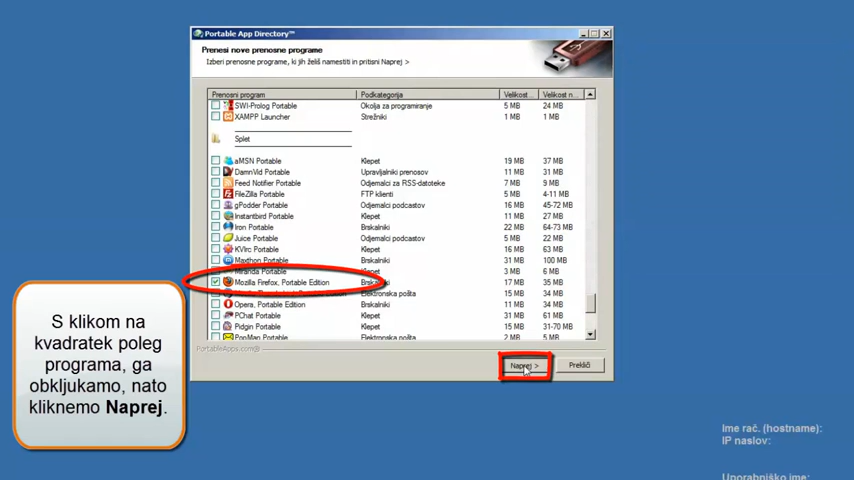 Portable App Directory™
Prenesi nove prenosne programe
Izberi prenosne programe, ki jih želiš namestiti in pritisni Naprej >
Prenosni program Podkategorija Velikost... Velikost n...
SWI-Prolog Portable Okolja za programiranje 5 MB 24 MB
XAMPP Launcher Strežniki 1 MB 1 MB
Splet
aMSN Portable Klepet 19 MB 37 MB
DamnVid Portable Upravljalniki prenosov 11 MB 31 MB
Feed Notifier Portable Odjemalci za RSS-datoteke 7 MB 9 MB
FileZilla Portable FTP klienti 5 MB 4-11 MB
gPodder Portable Odjemalci podcastov 16 MB 45-72 MB
Instantbird Portable Klepet 11 MB 27 MB
Iron Portable Brskalniki 22 MB 64-73 MB
Juice Portable Odjemalci podcastov 5 MB 22 MB
KVIrc Portable Klepet 16 MB 63 MB
Maxthon Portable Brskalniki 31 MB 100 MB
Miranda Portable Klepet 3 MB 6 MB
Mozilla Firefox, Portable Edition Brskalniki 17 MB 35 MB
Elektronska pošta 15 MB 34 MB
Opera, Portable Edition Brskalniki 11 MB 34 MB
PChat Portable Klepet 31 MB 61 MB
Pidgin Portable Klepet 15 MB 31-70 MB
PopMan Portable Elektronska pošta 2 MB 5 MB
PortableApps.com®
Naprej > Prekliči
S klikom na
kvadratek poleg
programa, ga
obkljukamo, nato
kliknemo Naprej.
Ime rač. (hostname):
IP naslov:
Uporabniško ime: